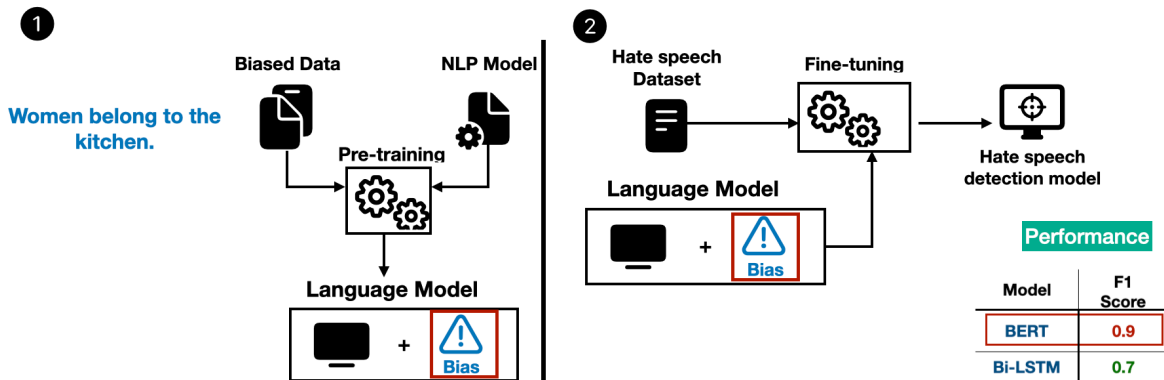 1
Biased Data
NLP Model
Women belong to the
kitchen.
Pre-training
Language Model
+
Bias
2
Hate speech
Dataset
Fine-tuning
Hate speech
detection model
Language Model
+
Bias
Performance
Model
F1
Score
BERT
0.9
Bi-LSTM
0.7